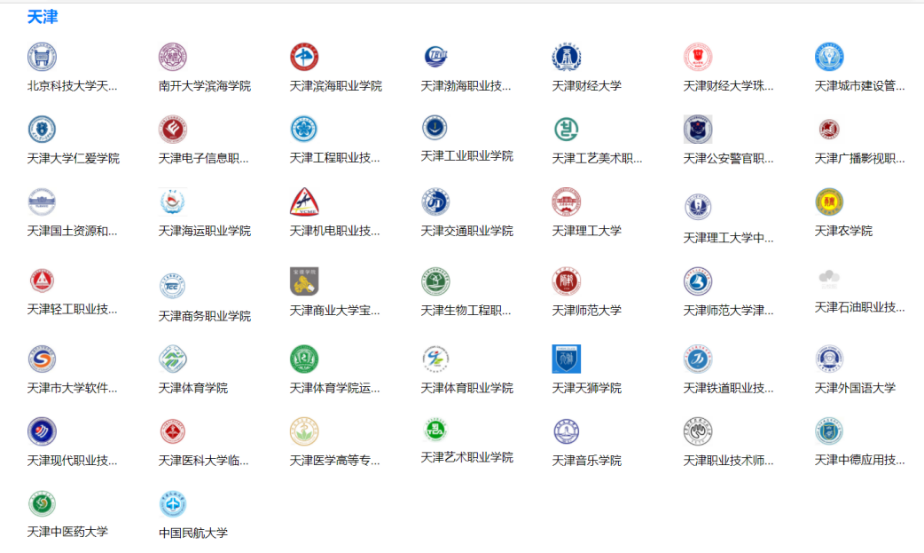 天津
北京科技大学天...
南开大学滨海学院
天津滨海职业学院
天津渤海职业技...
天津财经大学
天津财经大学珠...
天津城市建设管...
天津大学仁爱学院
天津电子信息职...
天津工程职业技...
天津工业职业学院
天津工艺美术职...
天津公安警官职...
天津广播影视职...
天津国土资源和...
天津海运职业学院
天津机电职业技...
天津交通职业学院
天津理工大学
天津理工大学中...
天津农学院
天津轻工职业技...
天津商务职业学院
天津商业大学宝...
天津生物工程职...
天津师范大学
天津师范大学津...
天津石油职业技...
天津市大学软件...
天津体育学院
天津体育学院运...
天津体育职业学院
天津天狮学院
天津铁道职业技...
天津外国语大学
天津现代职业技...
天津医科大学临...
天津医学高等专...
天津艺术职业学院
天津音乐学院
天津职业技术师...
天津中德应用技...
天津中医药大学
中国民航大学